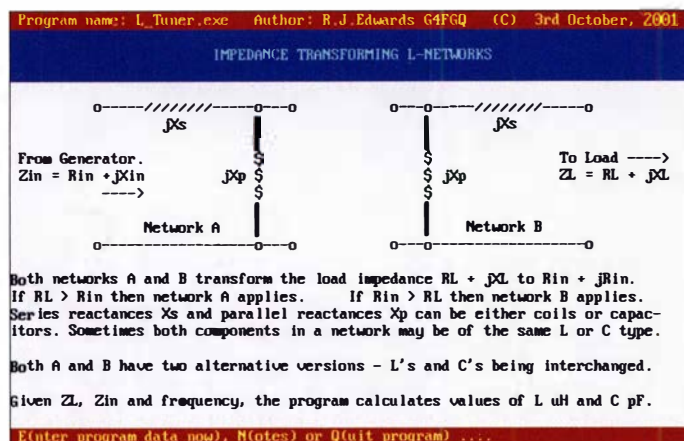 Program name: L_Tuner.exe Author: R.J.Edwards G4FGQ (C) 3rd October, 2001
IMPEDANCE TRANSFORMING L-NETWORKS
o-----////////-----o---o o---o-----////////-----o
jXs jXs
From Generator. $ $ To Load ---->
Zin = Rin +jXin jXp $ $ jXp ZL = RL + jXL
----> $ $
Network A Network B
o------------------o---o o---o------------------o
Both networks A and B transform the load impedance RL + jXL to Rin + jRin.
If RL > Rin then network A applies. If Rin > RL then network B applies.
Series reactances Xs and parallel reactances Xp can be either coils or capac-
itors. Sometimes both components in a network may be of the same L or C type.
Both A and B have two alternative versions - L's and C's being interchanged.
Given ZL, Zin and frequency, the program calculates values of L uH and C pF.
E(nter program data now), N(otes) or Q(uit program) ....